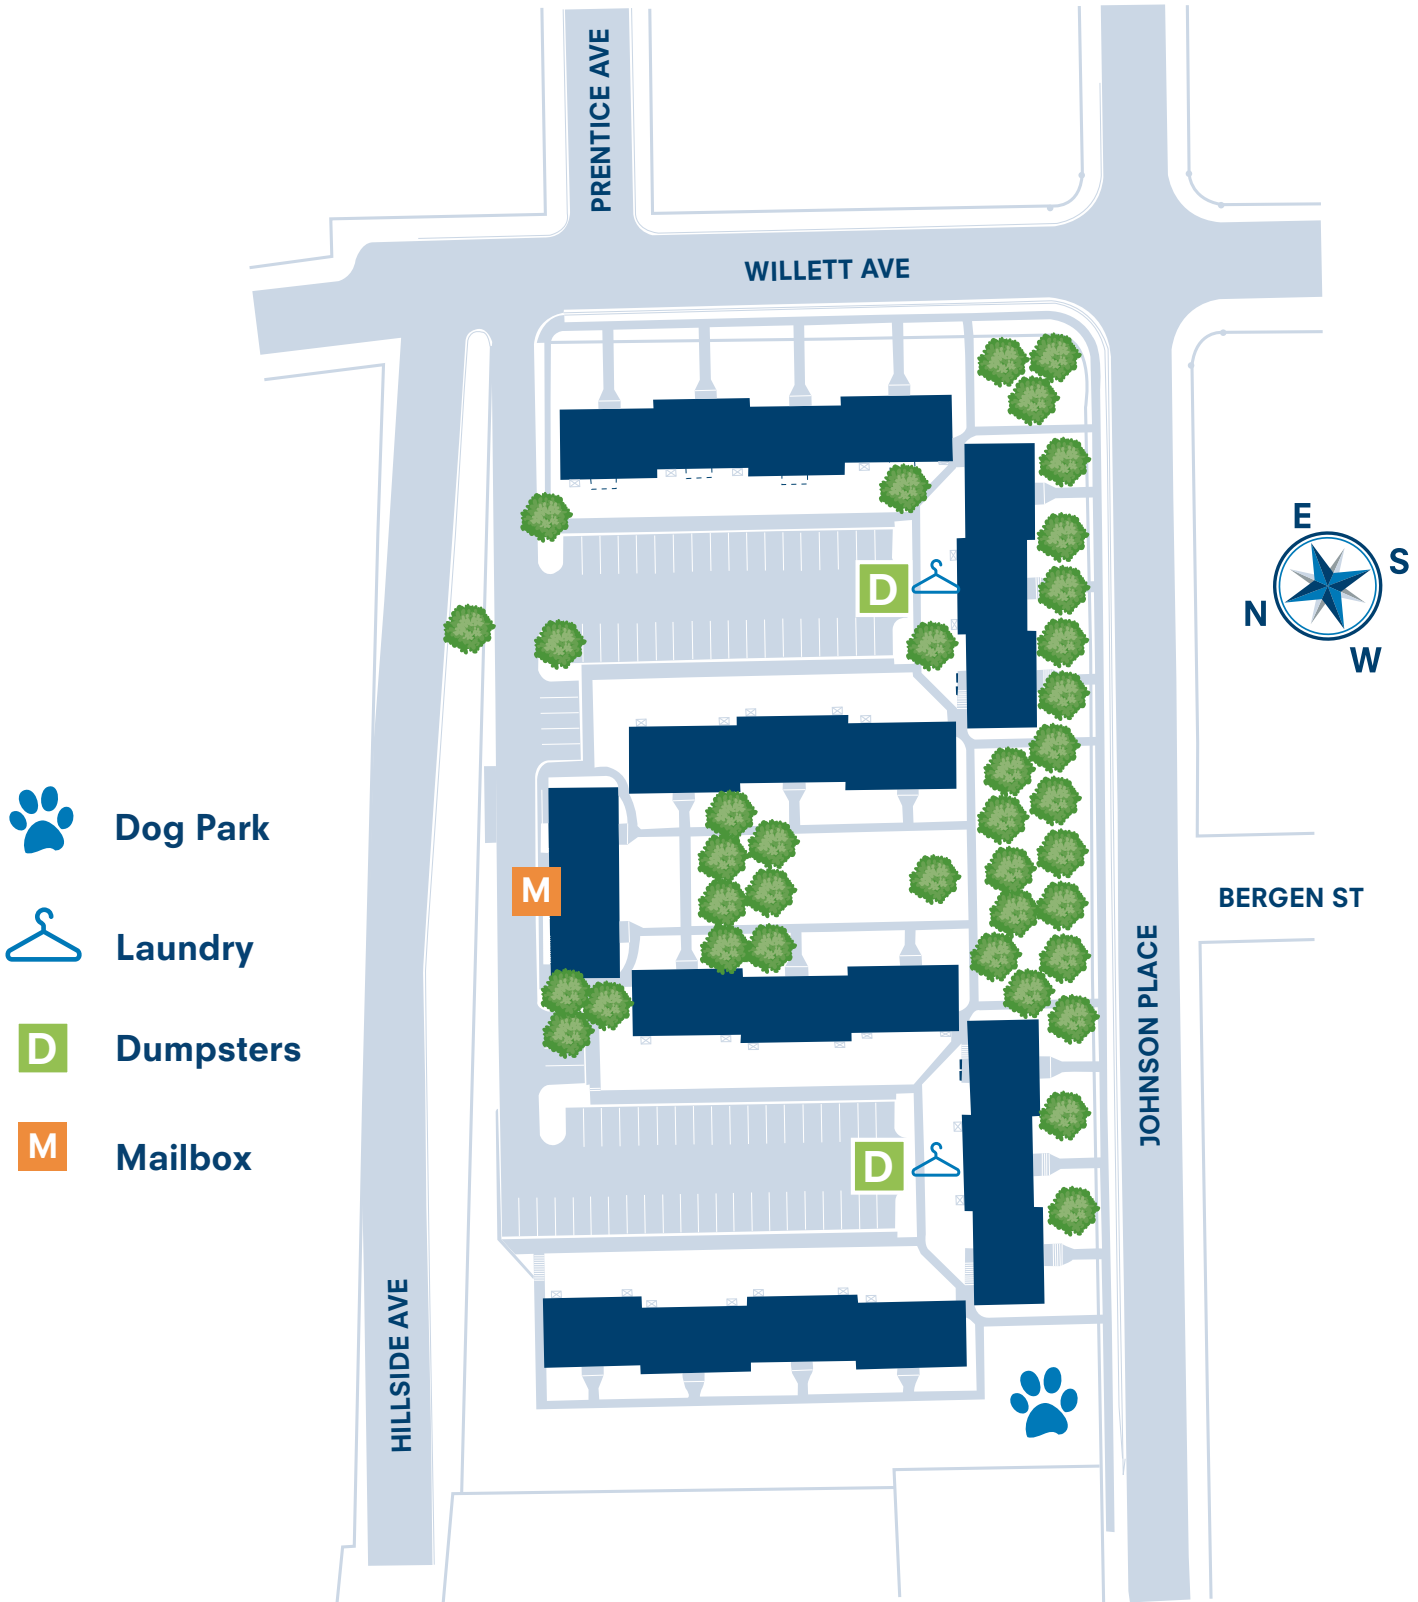 PRENTICE AVE
WILLETT AVE
E
S
N
W
D
Dog Park
M
BERGEN ST
Laundry
JOHNSON PLACE
D
Dumpsters
M
Mailbox
D
HILLSIDE AVE